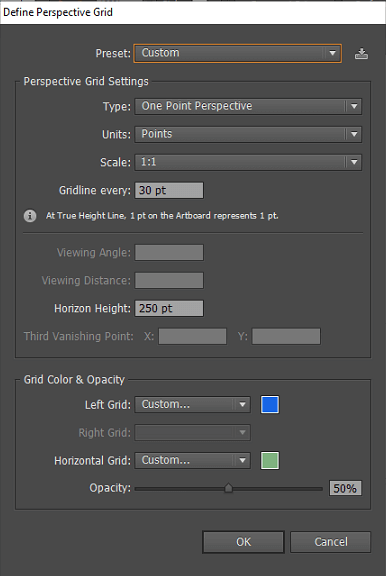 Define Perspective Grid
Preset: Custom
Perspective Grid Settings
Type: One Point Perspective
Units: Points
Scale: 1:1
Gridline every: 30 pt
At True Height Line, 1 pt on the Artboard represents 1 pt.
Viewing Angle:
Viewing Distance:
Horizon Height: 250 pt
Third Vanishing Point: X: Y:
Grid Color & Opacity
Left Grid: Custom...
Right Grid:
Horizontal Grid: Custom...
Opacity: 50%
OK Cancel